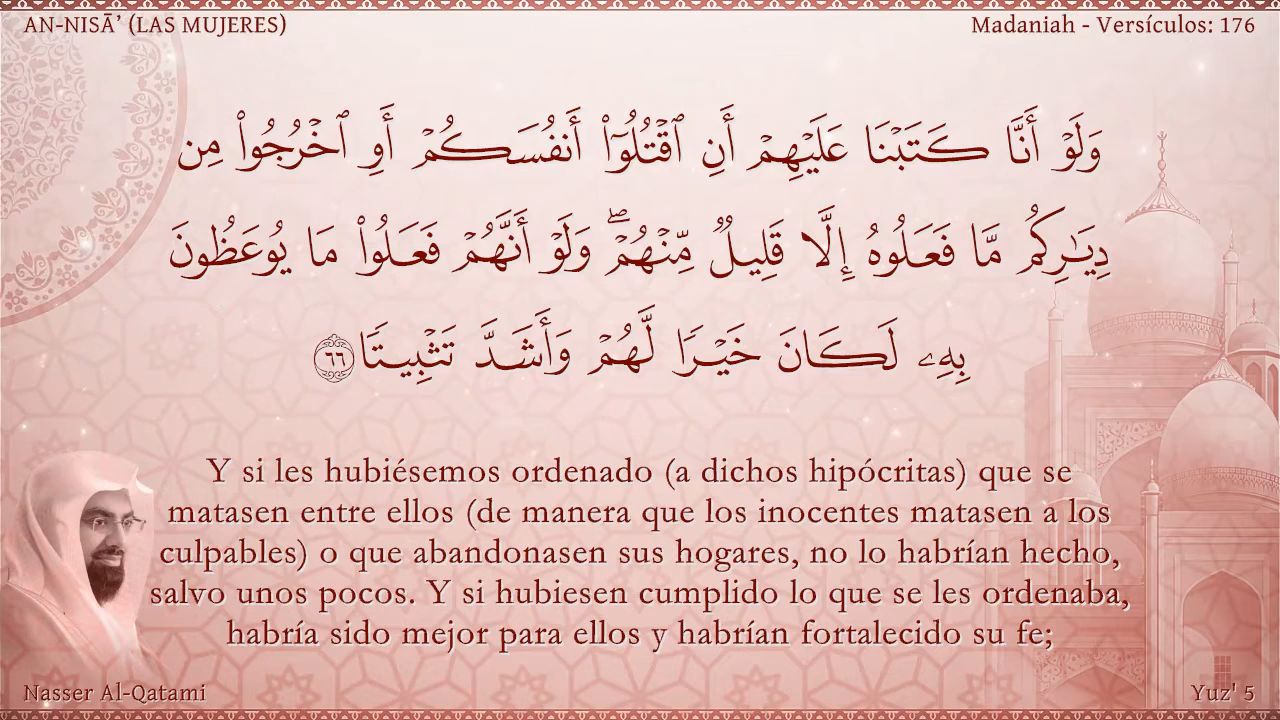 AN-NISĀ’ (LAS MUJERES)
Madaniah - Versículos: 176
وَلَوْ أَنَّا كَتَبْنَا عَلَيْهِمْ أَنِ ٱقْتُلُوٓا۟ أَنفُسَكُمْ أَوِ ٱخْرُجُوا۟ مِن
دِيَـٰرِكُم مَّا فَعَلُوهُ إِلَّا قَلِيلٌ مِّنْهُمْ ۖ وَلَوْ أَنَّهُمْ فَعَلُوا۟ مَا يُوعَظُونَ
بِهِۦ لَكَانَ خَيْرًا لَّهُمْ وَأَشَدَّ تَثْبِيتًا ٦٦
Y si les hubiésemos ordenado (a dichos hipócritas) que se
matasen entre ellos (de manera que los inocentes matasen a los
culpables) o que abandonasen sus hogares, no lo habrían hecho,
salvo unos pocos. Y si hubiesen cumplido lo que se les ordenaba,
habría sido mejor para ellos y habrían fortalecido su fe;
Nasser Al-Qatami
Yuz' 5